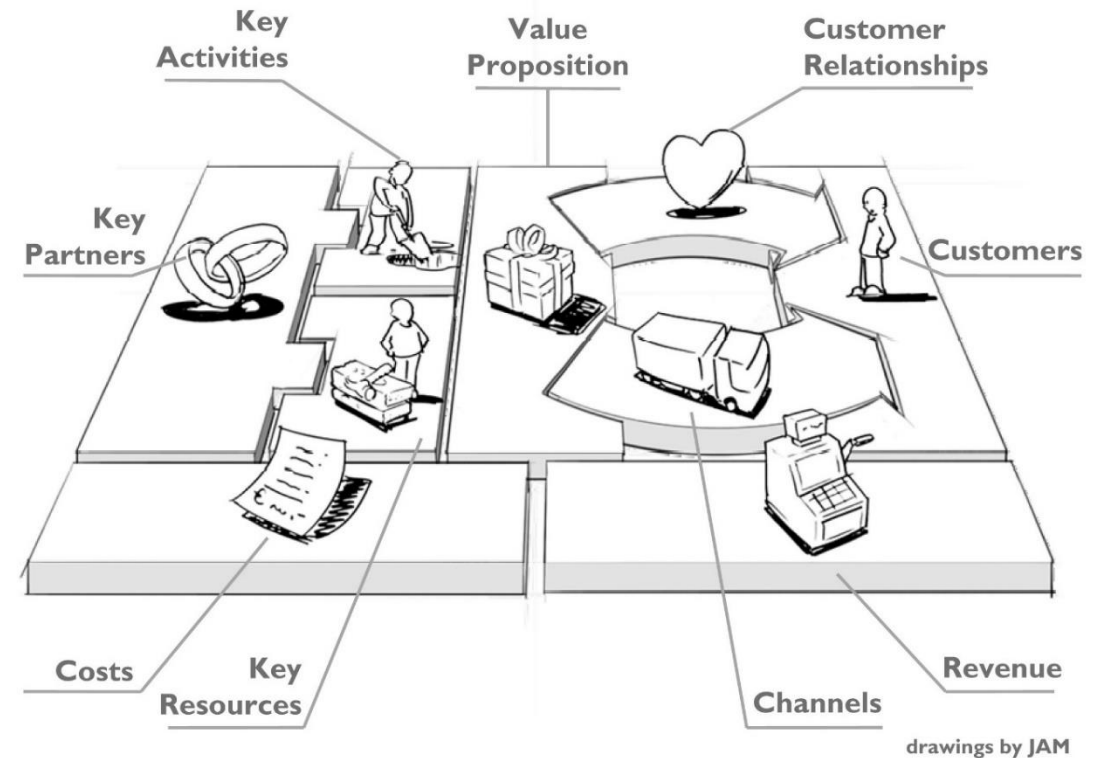 Key
Activities
Value
Proposition
Customer
Relationships
Key
Partners
Customers
Costs
Key
Resources
Channels
Revenue
drawings by JAM